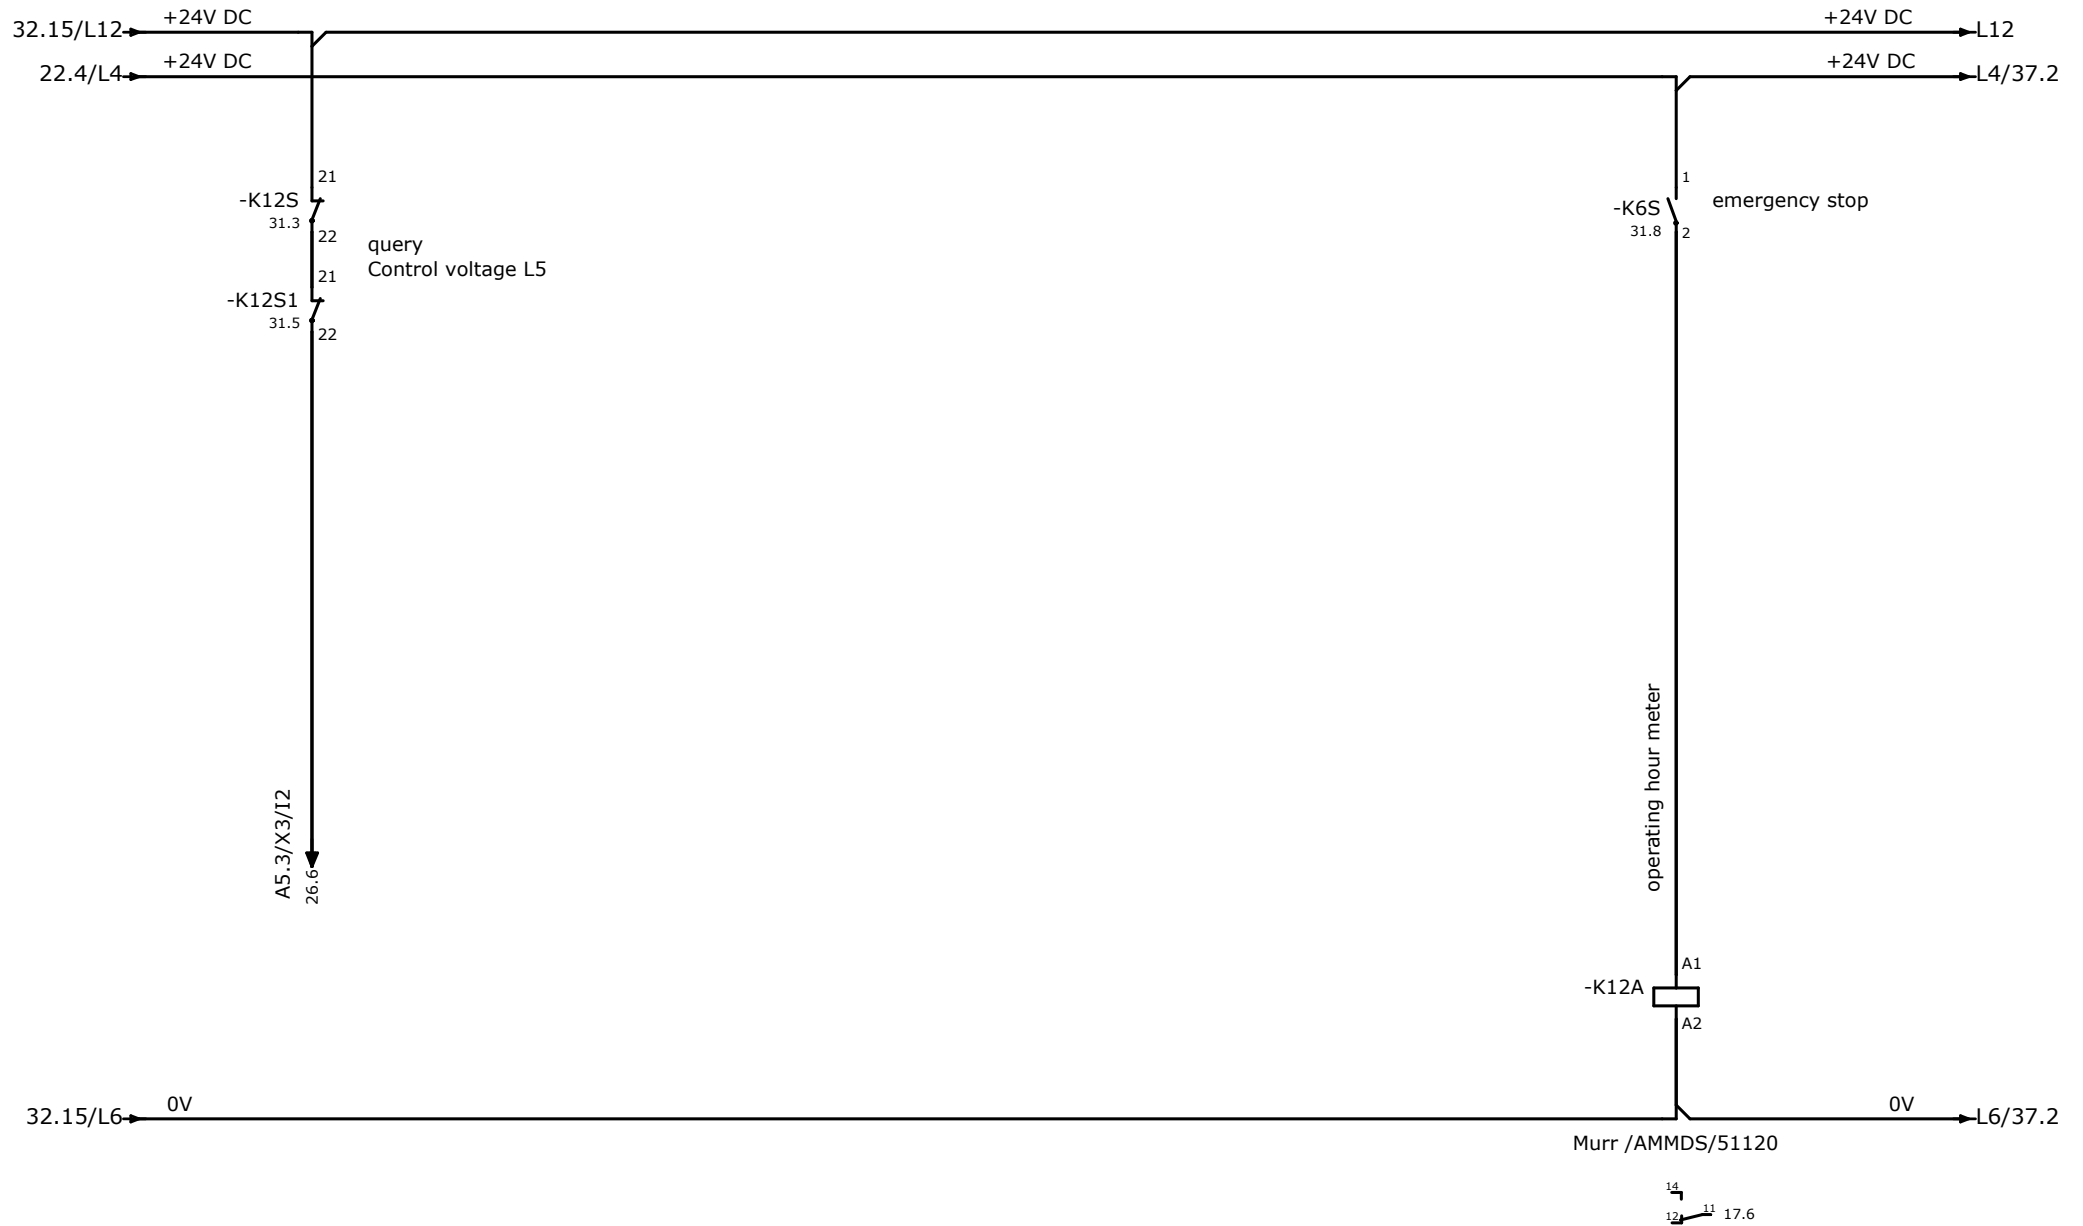 32.15/L12
+24V DC
+24V DC
L12
22.4/L4
+24V DC
+24V DC
L4/37.2
21
-K12S
31.3
22
query
Control voltage L5
21
-K12S1
31.5
22
1
-K6S
31.8
2
emergency stop
A5.3/X3/I2
26.6
operating hour meter
A1
-K12A
A2
32.15/L6
0V
0V
L6/37.2
Murr /AMMDS/51120
14
12
11
17.6